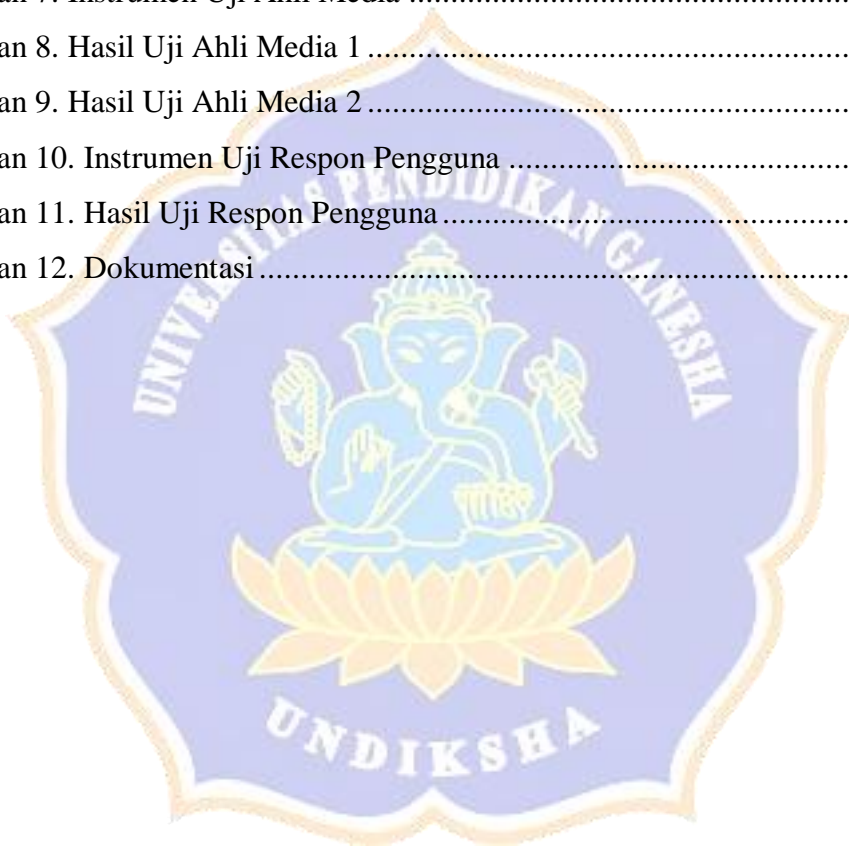 an 7. Instrumen Uji Ahli Media ........................................................
an 8. Hasil Uji Ahli Media 1 ..............................................................
an 9. Hasil Uji Ahli Media 2 ..............................................................
an 10. Instrumen Uji Respon Pengguna ..........................................
an 11. Hasil Uji Respon Pengguna ..................................................
an 12. Dokumentasi .........................................................................
UNIVERSITAS PENDIDIKAN GANESHA
UNDIKSHA